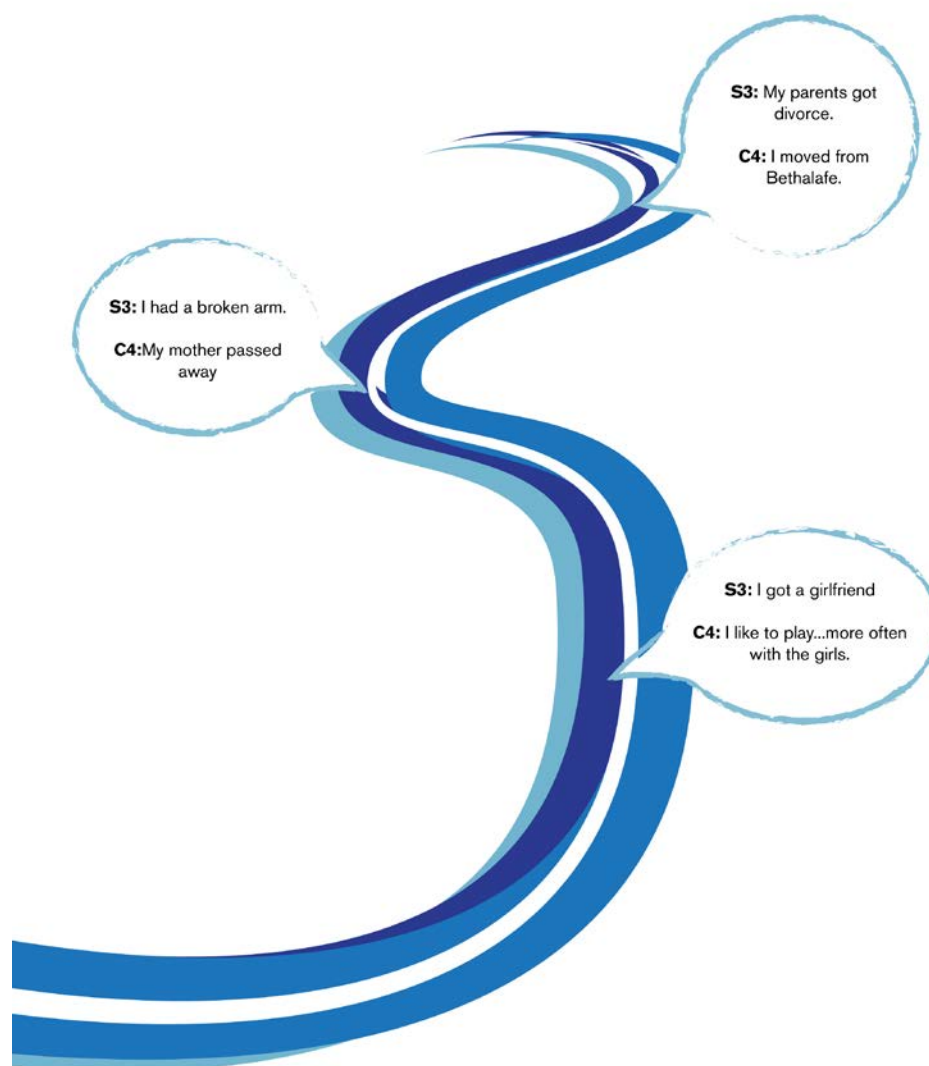 S3: My parents got
divorce.
C4: I moved from
Bethalafe.
S3: I had a broken arm.
C4:My mother passed
away
S3: I got a girlfriend
C4: I like to play...more often
with the girls.